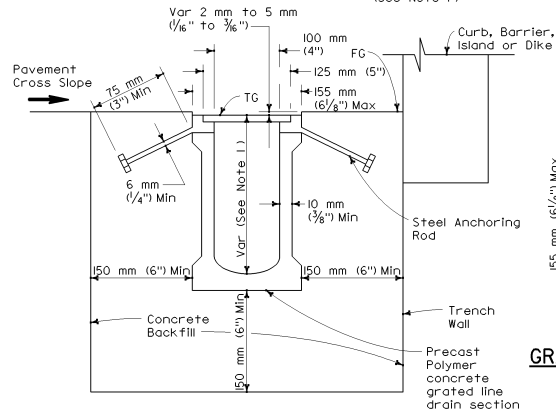 Var 2 mm to 5 mm
(1/16" to 3/16")
100 mm
(4")
FG
125 mm (5")
155 mm
(6 1/8") Max
Curb, Barrier,
Island or Dike
Pavement
Cross Slope
75 mm
(3") Min
TG
6 mm
(1/4") Min
Var (See Note 1)
10 mm
(3/8") Min
Steel Anchoring
Rod
155 mm (6 1/8") Max
150 mm (6") Min
150 mm (6") Min
Concrete
Backfill
150 mm (6") Min
Trench
Wall
Precast
Polymer
concrete
grated line
drain section
GR